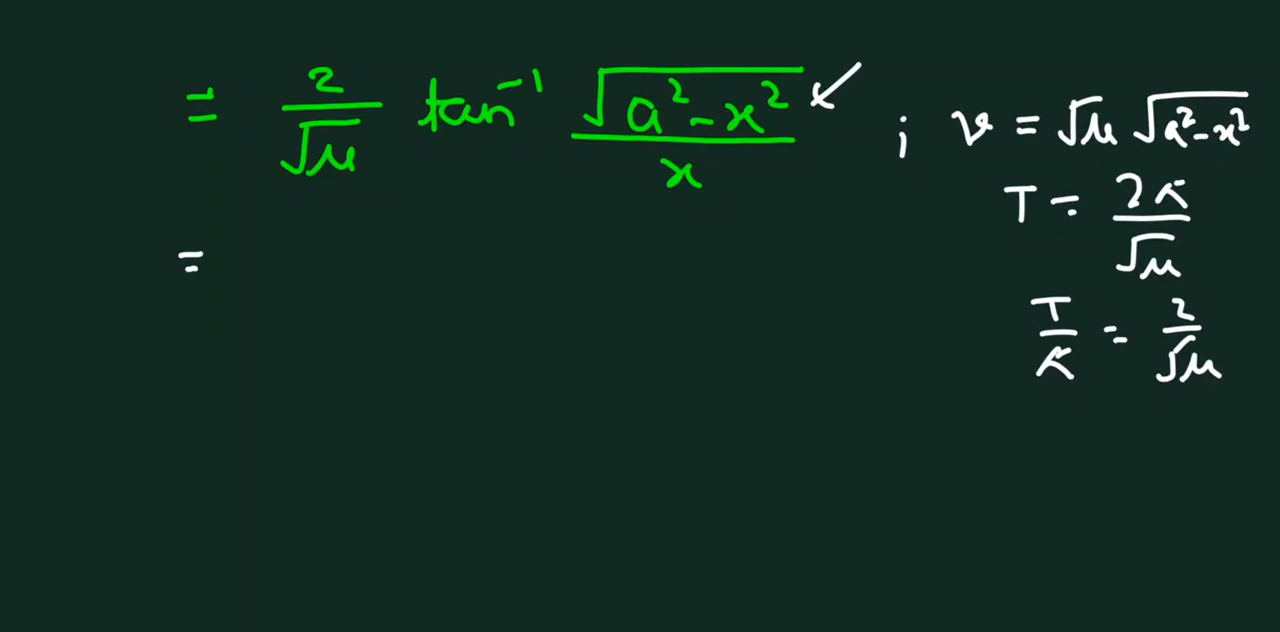 = 2/√μ tan⁻¹ √(a² - x²)/x ; v = √μ √(a² - x²)
T = 2π/√μ
=
T/π = 2/√μ